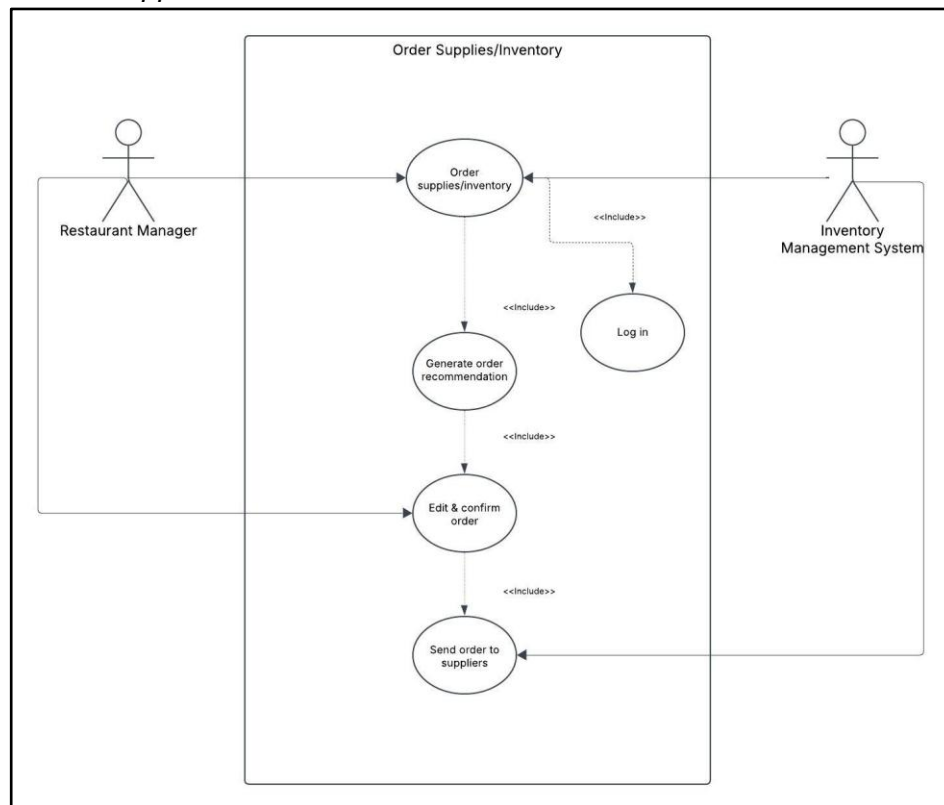 Order Supplies/Inventory
Order
supplies/inventory
<<Include>>
Restaurant Manager
Inventory
Management System
<<Include>>
Log in
Generate order
recommendation
<<Include>>
Edit & confirm
order
<<Include>>
Send order to
suppliers